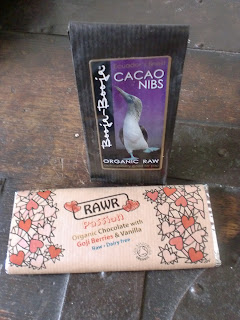 Booja-Booja
CACAO
NIBS
ORGANIC RAW
RAWR
Passion
Organic Chocolate with
Goji Berries & Vanilla
Raw • Dairy Free